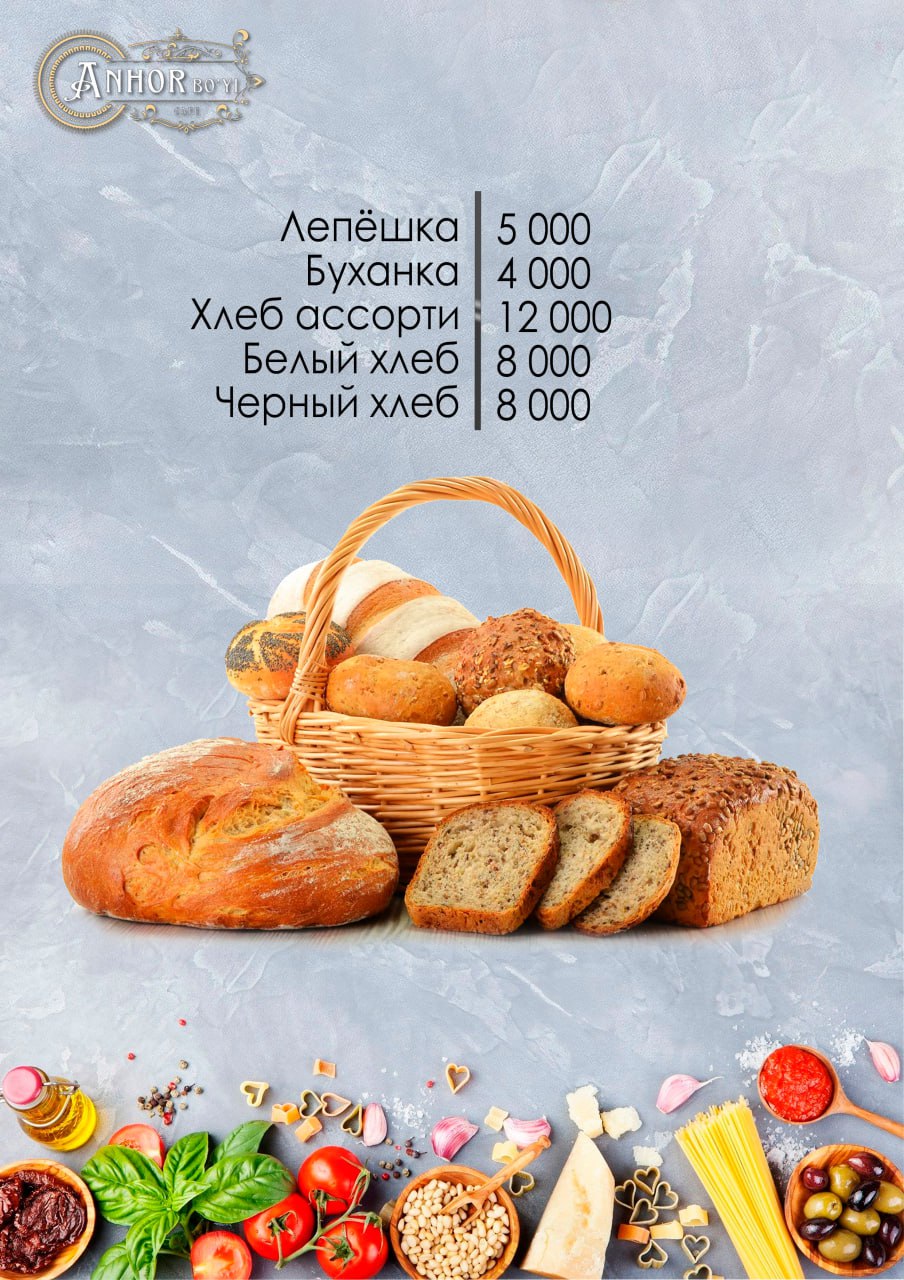 ANHOR BO'YI
CAFE
Лепёшка 5 000
Буханка 4 000
Хлеб ассорти 12 000
Белый хлеб 8 000
Черный хлеб 8 000